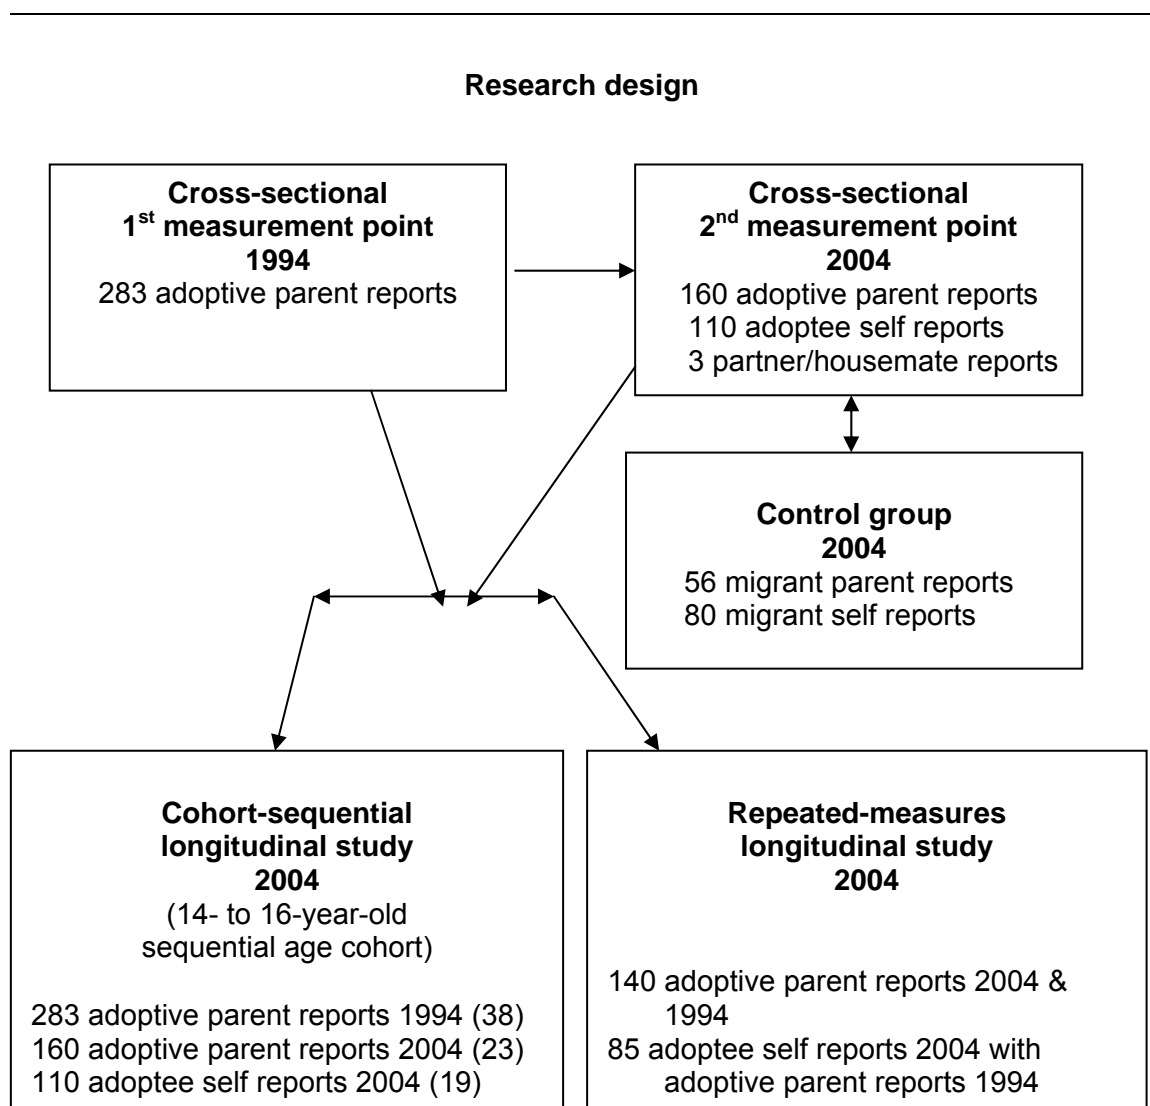 Research design
Cross-sectional
1st measurement point
1994
283 adoptive parent reports
Cross-sectional
2nd measurement point
2004
160 adoptive parent reports
110 adoptee self reports
3 partner/housemate reports
Control group
2004
56 migrant parent reports
80 migrant self reports
Cohort-sequential
longitudinal study
2004
(14- to 16-year-old
sequential age cohort)
283 adoptive parent reports 1994 (38)
160 adoptive parent reports 2004 (23)
110 adoptee self reports 2004 (19)
Repeated-measures
longitudinal study
2004
140 adoptive parent reports 2004 &
1994
85 adoptee self reports 2004 with
adoptive parent reports 1994